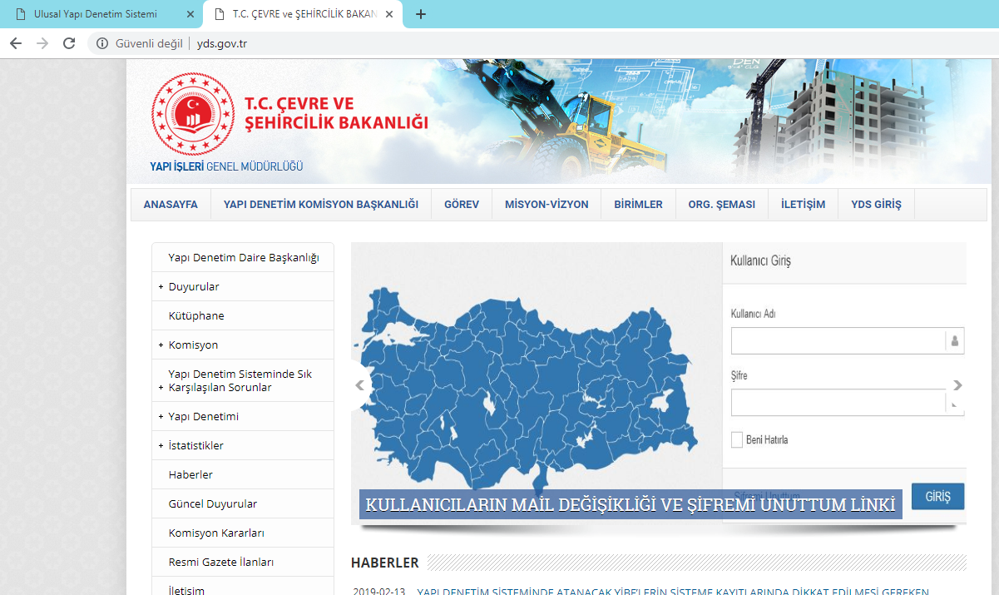 Ulusal Yapı Denetim Sistemi
T.C. ÇEVRE ve ŞEHİRCİLİK BAKAN
Güvenli değil
yds.gov.tr
T.C. ÇEVRE VE
ŞEHİRCİLİK BAKANLIĞI
YAPI İŞLERİ GENEL MÜDÜRLÜĞÜ
ANASAYFA
YAPI DENETİM KOMİSYON BAŞKANLIĞI
GÖREV
MİSYON-VİZYON
BİRİMLER
ORG. ŞEMASI
İLETİŞİM
YDS GİRİŞ
Yapı Denetim Daire Başkanlığı
Duyurular
Kütüphane
Komisyon
Yapı Denetim Sisteminde Sık
Karşılaşılan Sorunlar
Yapı Denetimi
İstatistikler
Haberler
Güncel Duyurular
Komisyon Kararları
Resmi Gazete İlanları
İletişim
Kullanıcı Giriş
Kullanıcı Adı
Şifre
Beni Hatırla
Şifremi Unuttum
GİRİŞ
KULLANICILARIN MAİL DEĞİŞİKLİĞİ VE ŞİFREMİ UNUTTUM LİNKİ
HABERLER
2019-02-13 YAPI DENETİM SİSTEMİNDE ATANACAK YİBE'LERİN SİSTEME KAYITLARINDA DİKKAT EDİLMESİ GEREKEN